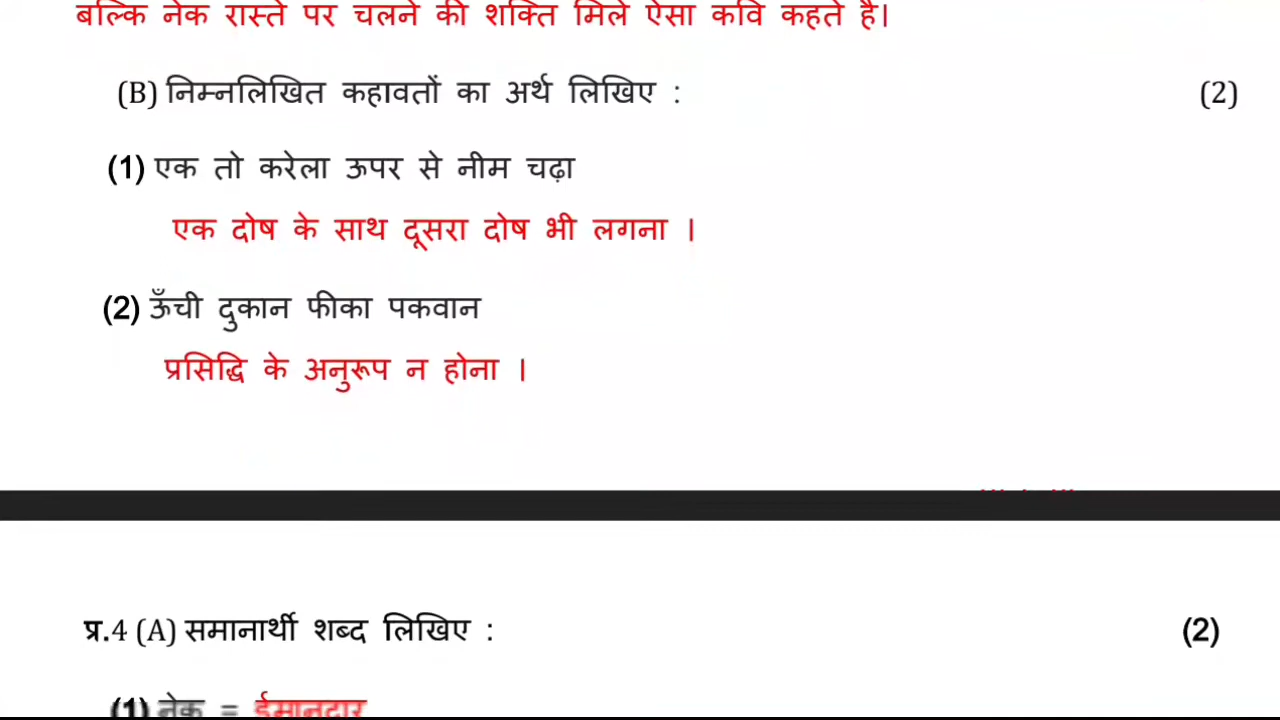 बल्कि नेक रास्ते पर चलने की शक्ति मिले ऐसा कवि कहते है।
(B) निम्नलिखित कहावतों का अर्थ लिखिए : (2)
(1) एक तो करेला ऊपर से नीम चढ़ा
एक दोष के साथ दूसरा दोष भी लगना ।
(2) ऊँची दुकान फीका पकवान
प्रसिद्धि के अनुरूप न होना ।
प्र.4 (A) समानार्थी शब्द लिखिए : (2)
(1) नेक = ईमानदार